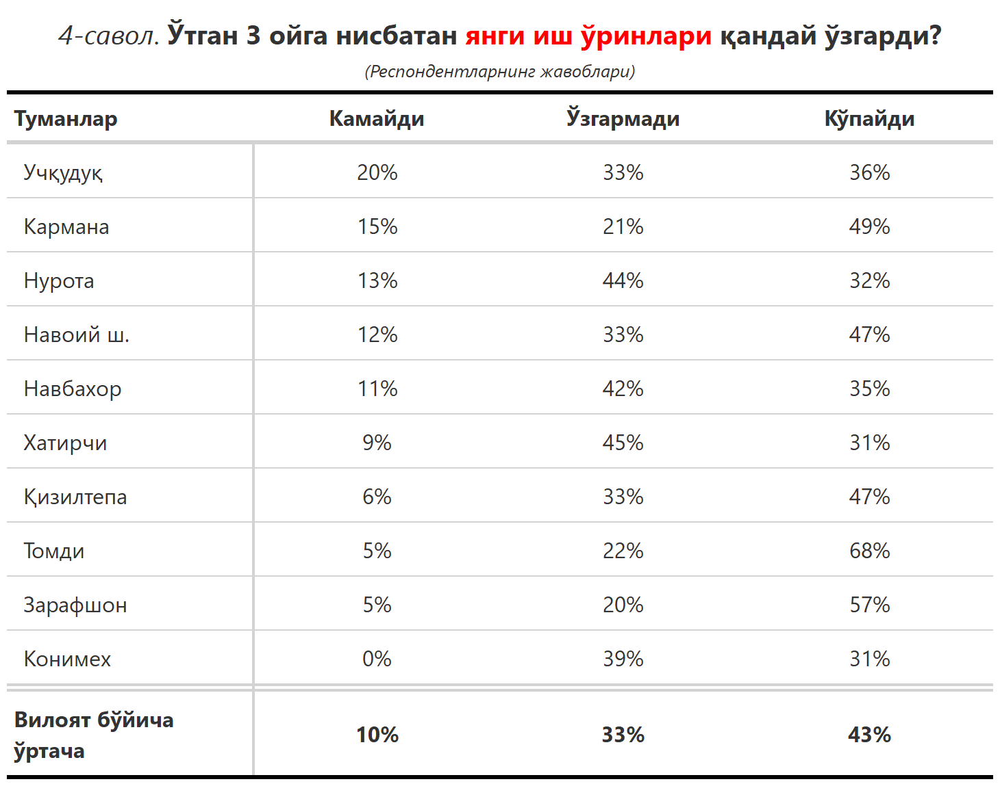 4-савол. Ўтган 3 ойга нисбатан янги иш ўринлари қандай ўзгарди?
(Респондентларнинг жавоблари)
Туманлар Камайди Ўзгармади Кўпайди
Учқудуқ 20% 33% 36%
Кармана 15% 21% 49%
Нурота 13% 44% 32%
Навоий ш. 12% 33% 47%
Навбахор 11% 42% 35%
Хатирчи 9% 45% 31%
Қизилтепа 6% 33% 47%
Томди 5% 22% 68%
Зарафшон 5% 20% 57%
Конимех 0% 39% 31%
Вилоят бўйича
ўртача 10% 33% 43%